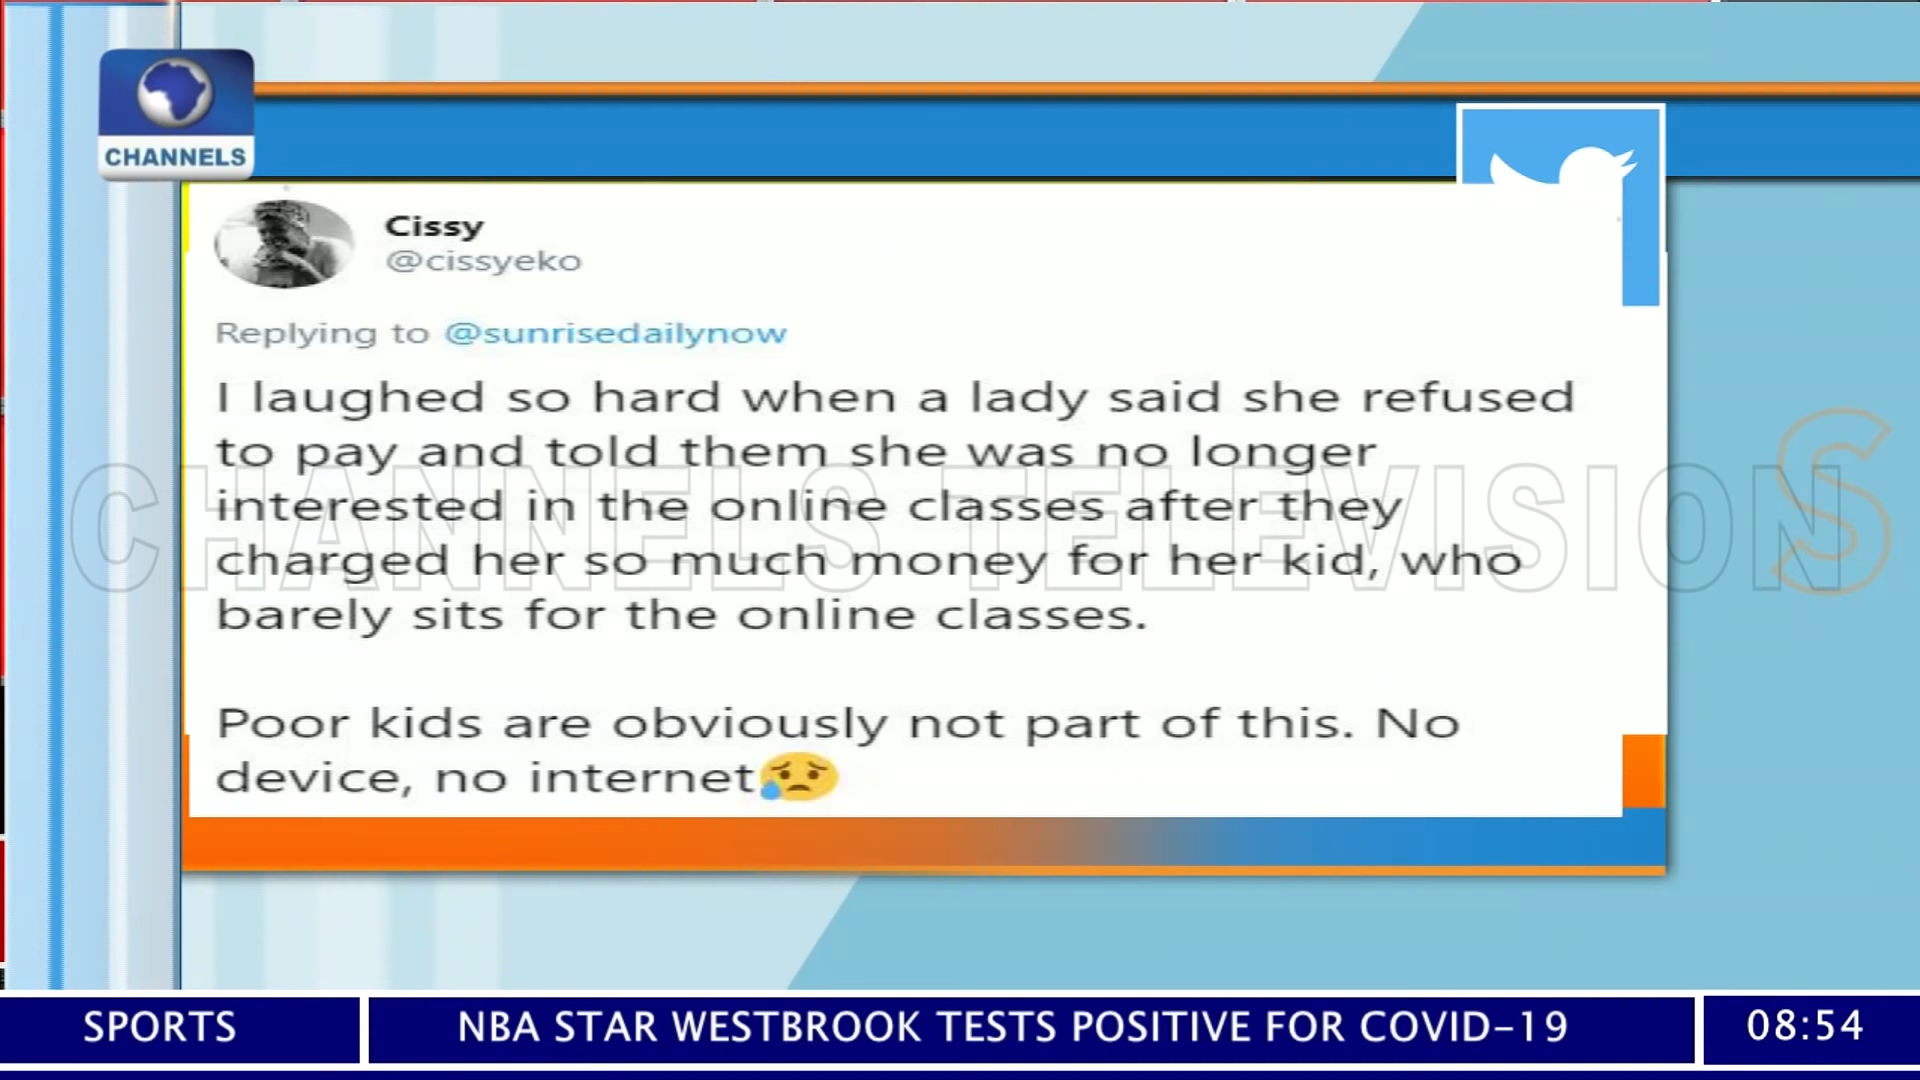 CHANNELS
Cissy
@cissyeko
Replying to @sunrisedailynow
I laughed so hard when a lady said she refused
to pay and told them she was no longer
interested in the online classes after they
charged her so much money for her kid, who
barely sits for the online classes.
Poor kids are obviously not part of this. No
device, no internet😥
CHANNELS TELEVISION
S
SPORTS
NBA STAR WESTBROOK TESTS POSITIVE FOR COVID-19
08:54